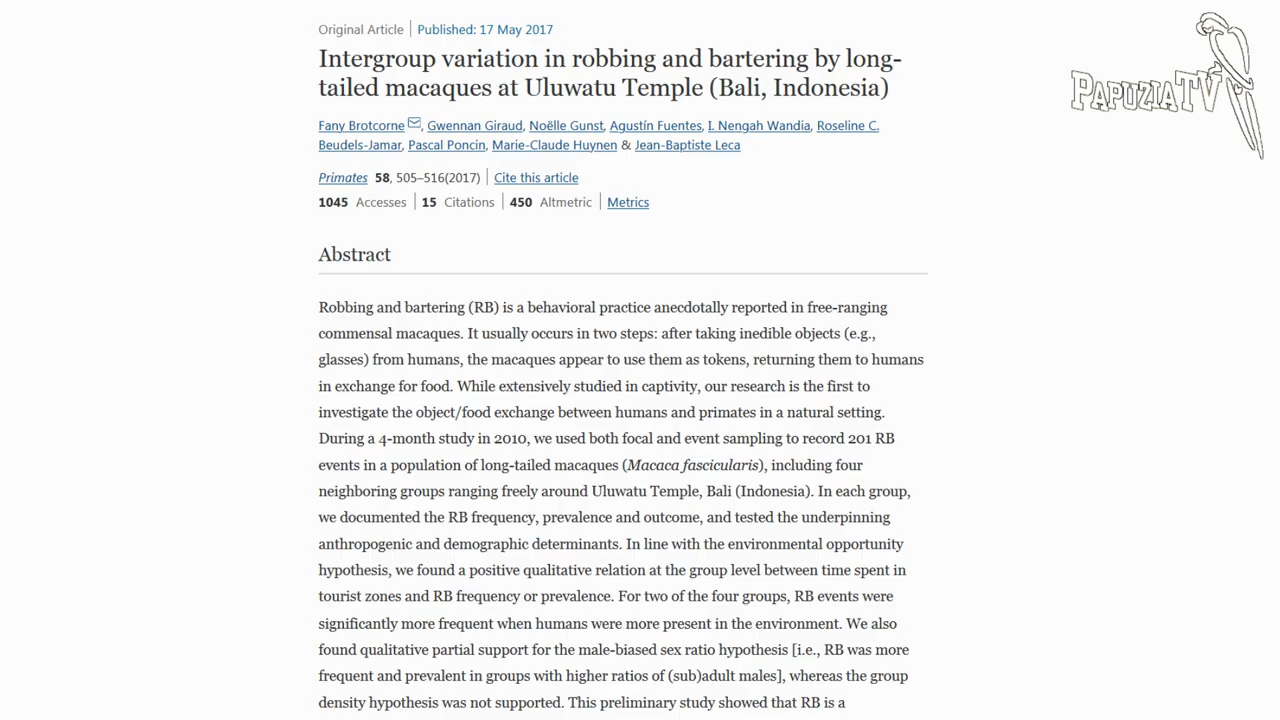 Original Article | Published: 17 May 2017
PAPUZIATV
Intergroup variation in robbing and bartering by long-
tailed macaques at Uluwatu Temple (Bali, Indonesia)
Fany Brotcorne, Gwennan Giraud, Noëlle Gunst, Agustín Fuentes, I. Nengah Wandia, Roseline C.
Beudels-Jamar, Pascal Poncin, Marie-Claude Huynen & Jean-Baptiste Leca
Primates 58, 505–516(2017) | Cite this article
1045 Accesses | 15 Citations | 450 Altmetric | Metrics
Abstract
Robbing and bartering (RB) is a behavioral practice anecdotally reported in free-ranging
commensal macaques. It usually occurs in two steps: after taking inedible objects (e.g.,
glasses) from humans, the macaques appear to use them as tokens, returning them to humans
in exchange for food. While extensively studied in captivity, our research is the first to
investigate the object/food exchange between humans and primates in a natural setting.
During a 4-month study in 2010, we used both focal and event sampling to record 201 RB
events in a population of long-tailed macaques (Macaca fascicularis), including four
neighboring groups ranging freely around Uluwatu Temple, Bali (Indonesia). In each group,
we documented the RB frequency, prevalence and outcome, and tested the underpinning
anthropogenic and demographic determinants. In line with the environmental opportunity
hypothesis, we found a positive qualitative relation at the group level between time spent in
tourist zones and RB frequency or prevalence. For two of the four groups, RB events were
significantly more frequent when humans were more present in the environment. We also
found qualitative partial support for the male-biased sex ratio hypothesis [i.e., RB was more
frequent and prevalent in groups with higher ratios of (sub)adult males], whereas the group
density hypothesis was not supported. This preliminary study showed that RB is a